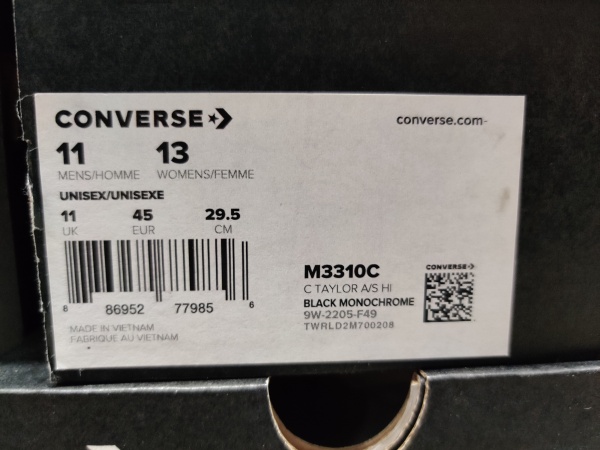 CONVERSE
converse.com
11 13
MENS/HOMME WOMENS/FEMME
UNISEX/UNISEXE
11 45 29.5
UK EUR CM
8 86952 77985 6
MADE IN VIETNAM
FABRIQUE AU VIETNAM
M3310C
C TAYLOR A/S HI
BLACK MONOCHROME
9W-2205-F49
TWRLD2M700208
CONVERSE